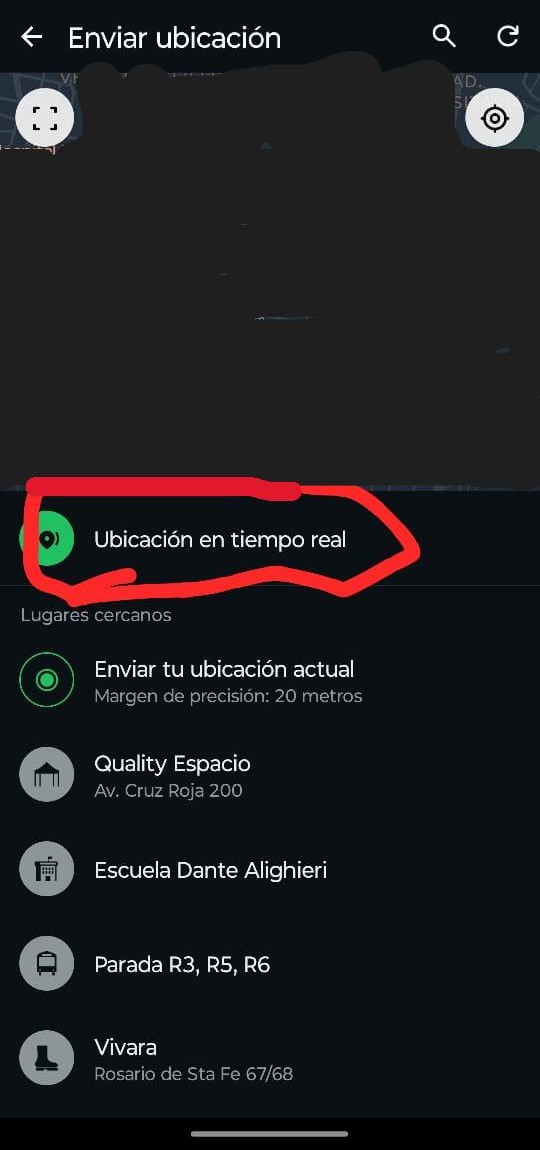 Enviar ubicación
AD.
Ubicación en tiempo real
Lugares cercanos
Enviar tu ubicación actual
Margen de precisión: 20 metros
Quality Espacio
Av. Cruz Roja 200
Escuela Dante Alighieri
Parada R3, R5, R6
Vivara
Rosario de Sta Fe 67/68